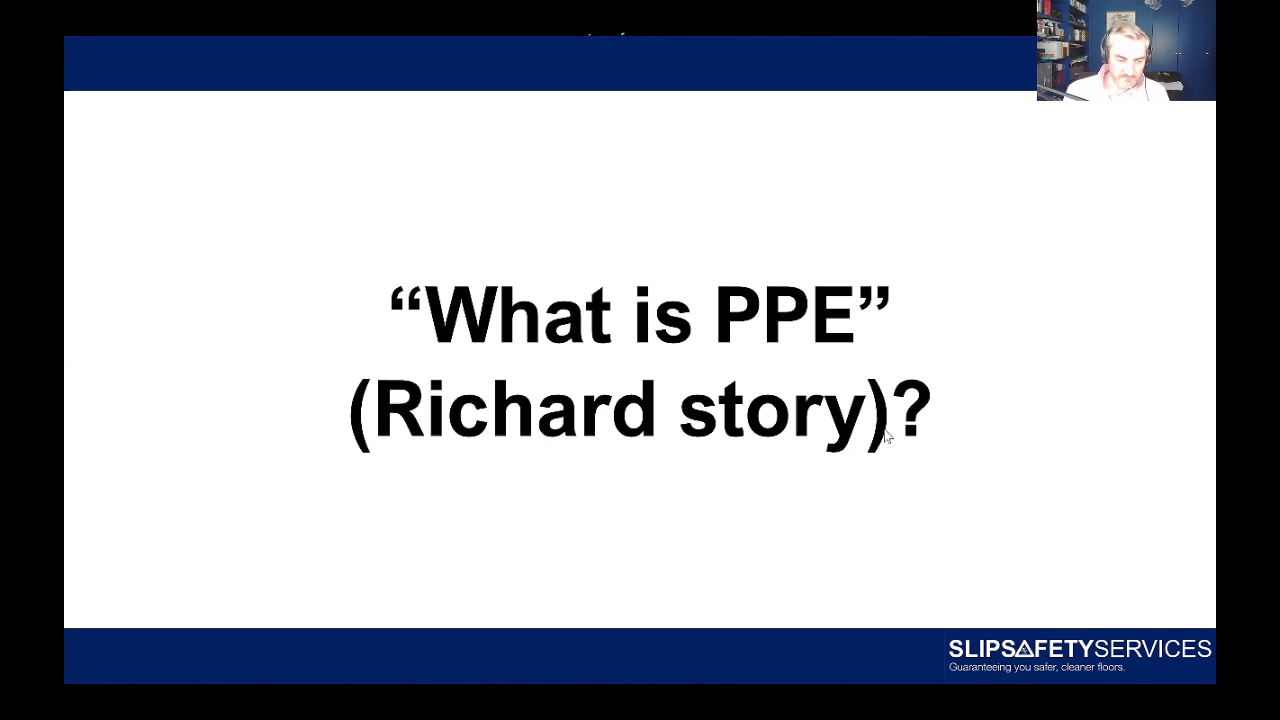 “What is PPE”
(Richard story)?
SLIPSAFETYSERVICES
Guaranteeing you safer, cleaner floors.